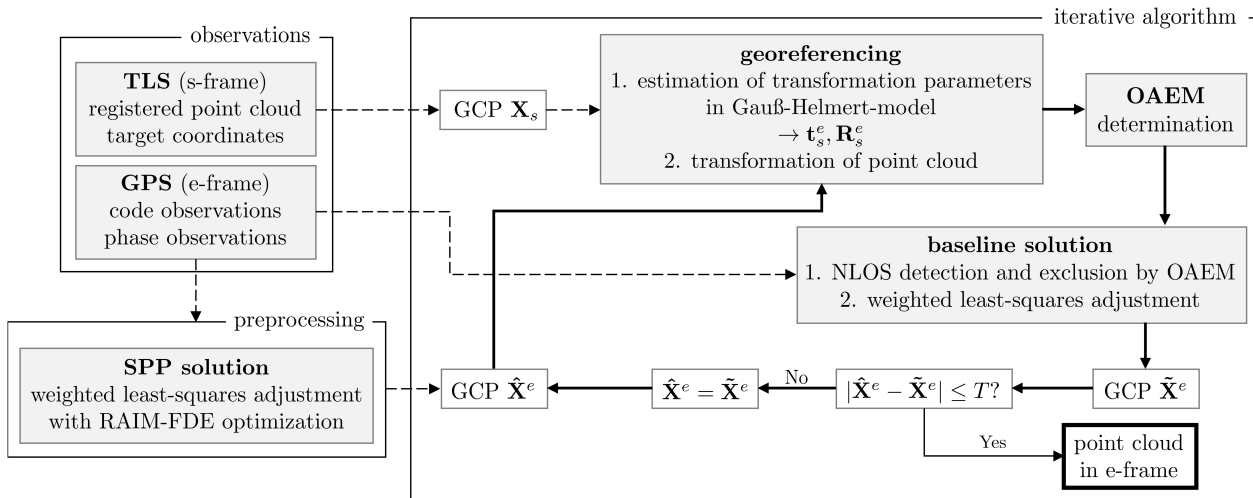 iterative algorithm
observations
TLS (s-frame)
registered point cloud
target coordinates
GPS (e-frame)
code observations
phase observations
preprocessing
SPP solution
weighted least-squares adjustment
with RAIM-FDE optimization
GCP X_s
georeferencing
1. estimation of transformation parameters
in Gauß-Helmert-model
→ t_s^e, R_s^e
2. transformation of point cloud
OAEM
determination
baseline solution
1. NLOS detection and exclusion by OAEM
2. weighted least-squares adjustment
GCP X̂^e
X̂^e = X̃^e
No
|X̂^e − X̃^e| ≤ T?
GCP X̃^e
Yes
point cloud
in e-frame